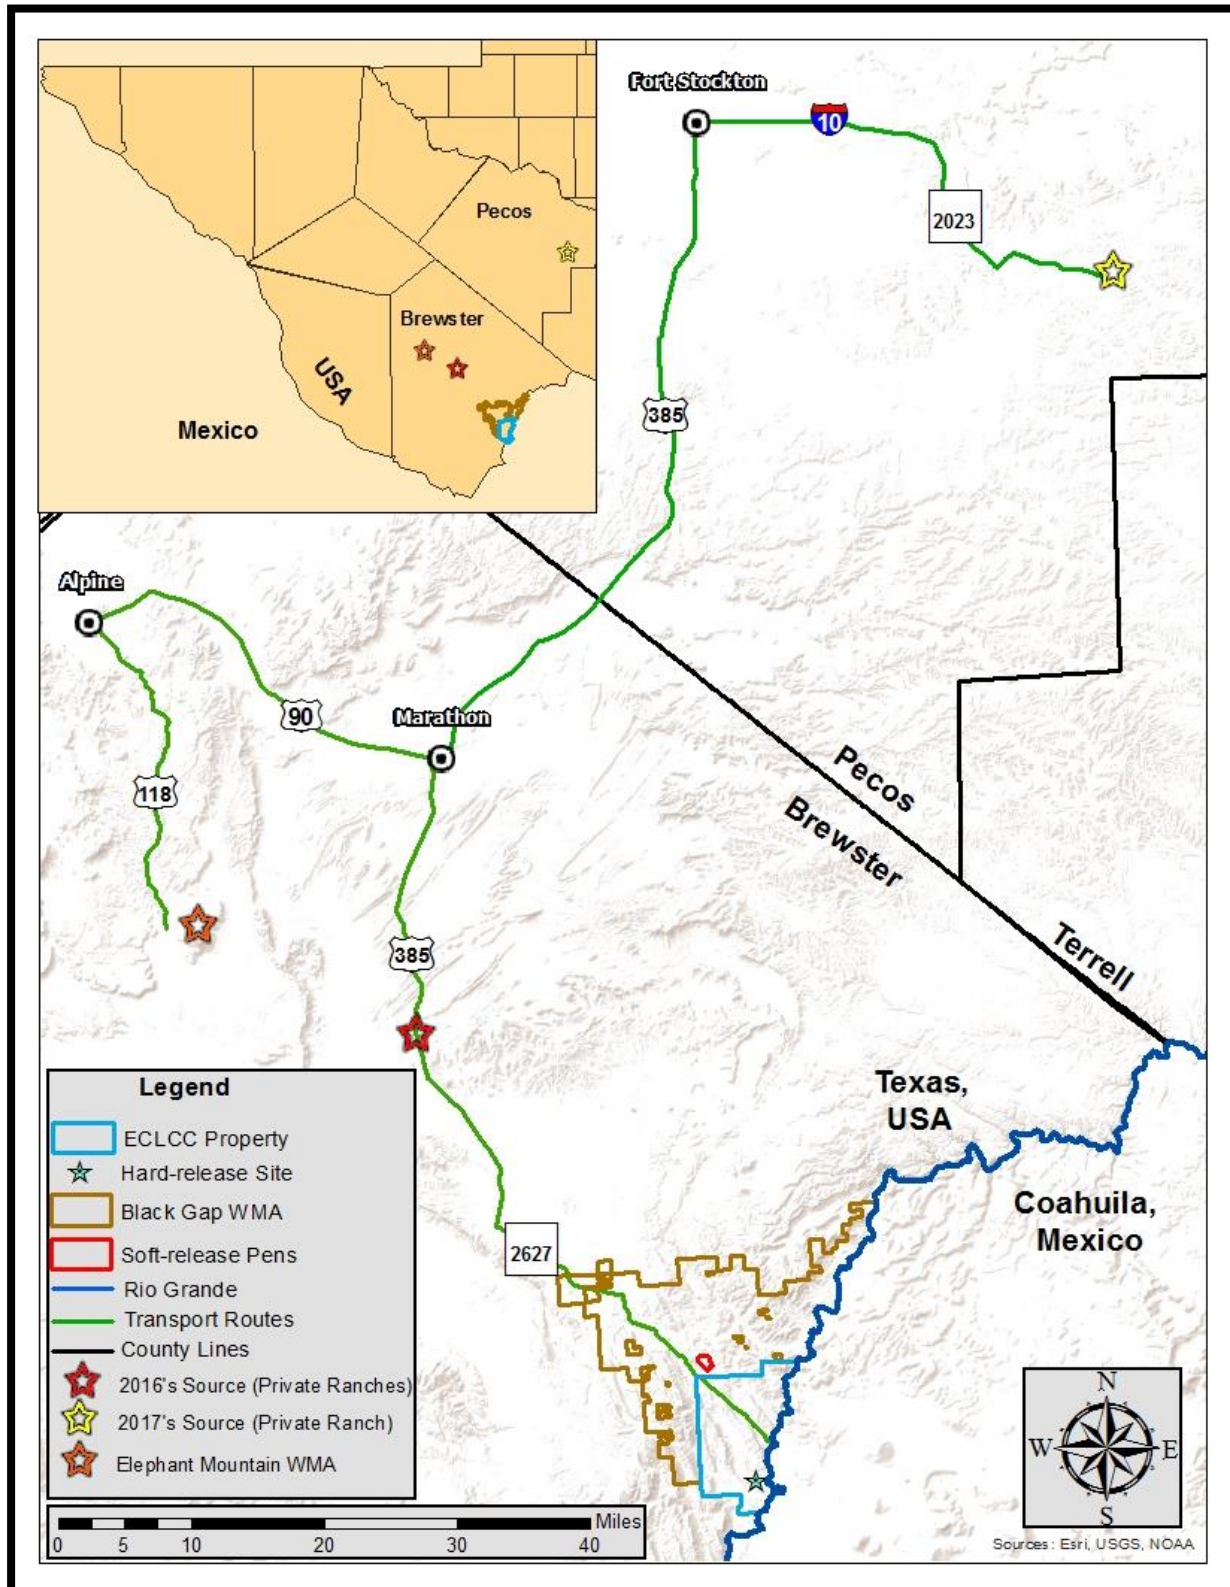 Fort Stockton
10
2023
Pecos
Brewster
USA
Mexico
385
Alpine
90
Marathon
118
Pecos
Brewster
385
Terrell
Texas,
USA
Coahuila,
Mexico
2627
Legend
ECLCC Property
Hard-release Site
Black Gap WMA
Soft-release Pens
Rio Grande
Transport Routes
County Lines
2016's Source (Private Ranches)
2017's Source (Private Ranch)
Elephant Mountain WMA
N
W E
S
Miles
0 5 10 20 30 40
Sources: Esri, USGS, NOAA